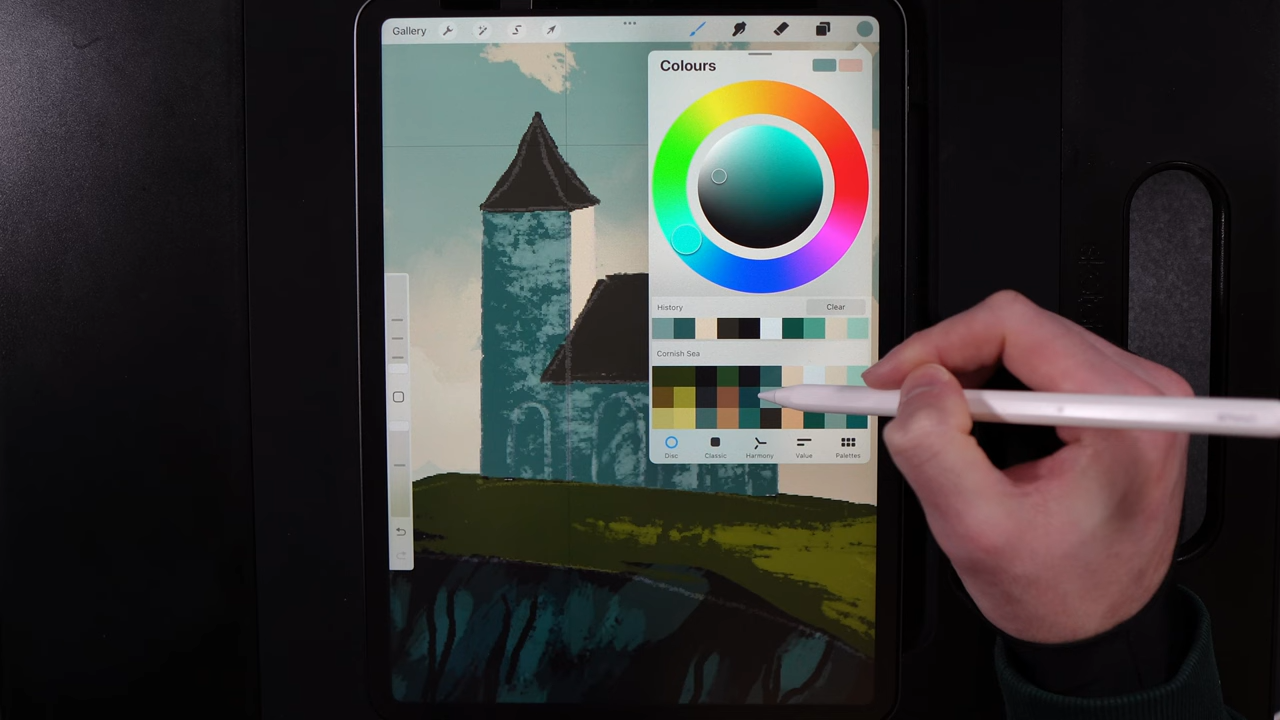 Gallery
Colours
History
Clear
Cornish Sea
Disc
Classic
Harmony
Value
Palettes